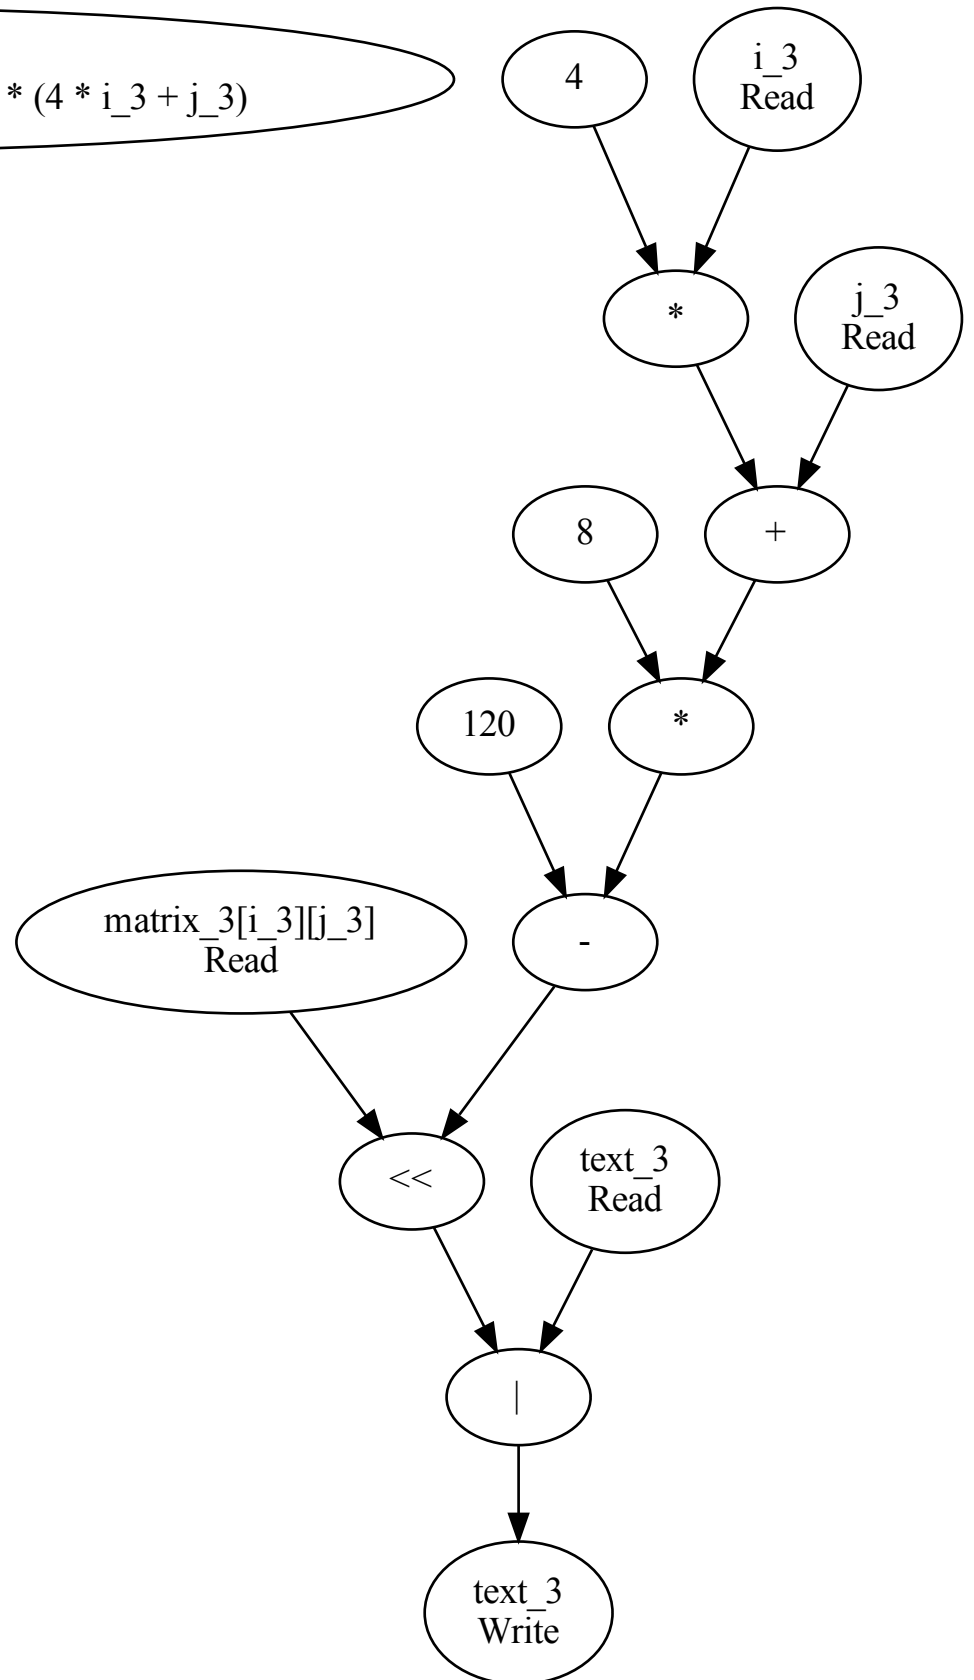 * (4 * i_3 + j_3)
4
i_3
Read
*
j_3
Read
8
+
120
*
matrix_3[i_3][j_3]
Read
-
<<
text_3
Read
|
text_3
Write